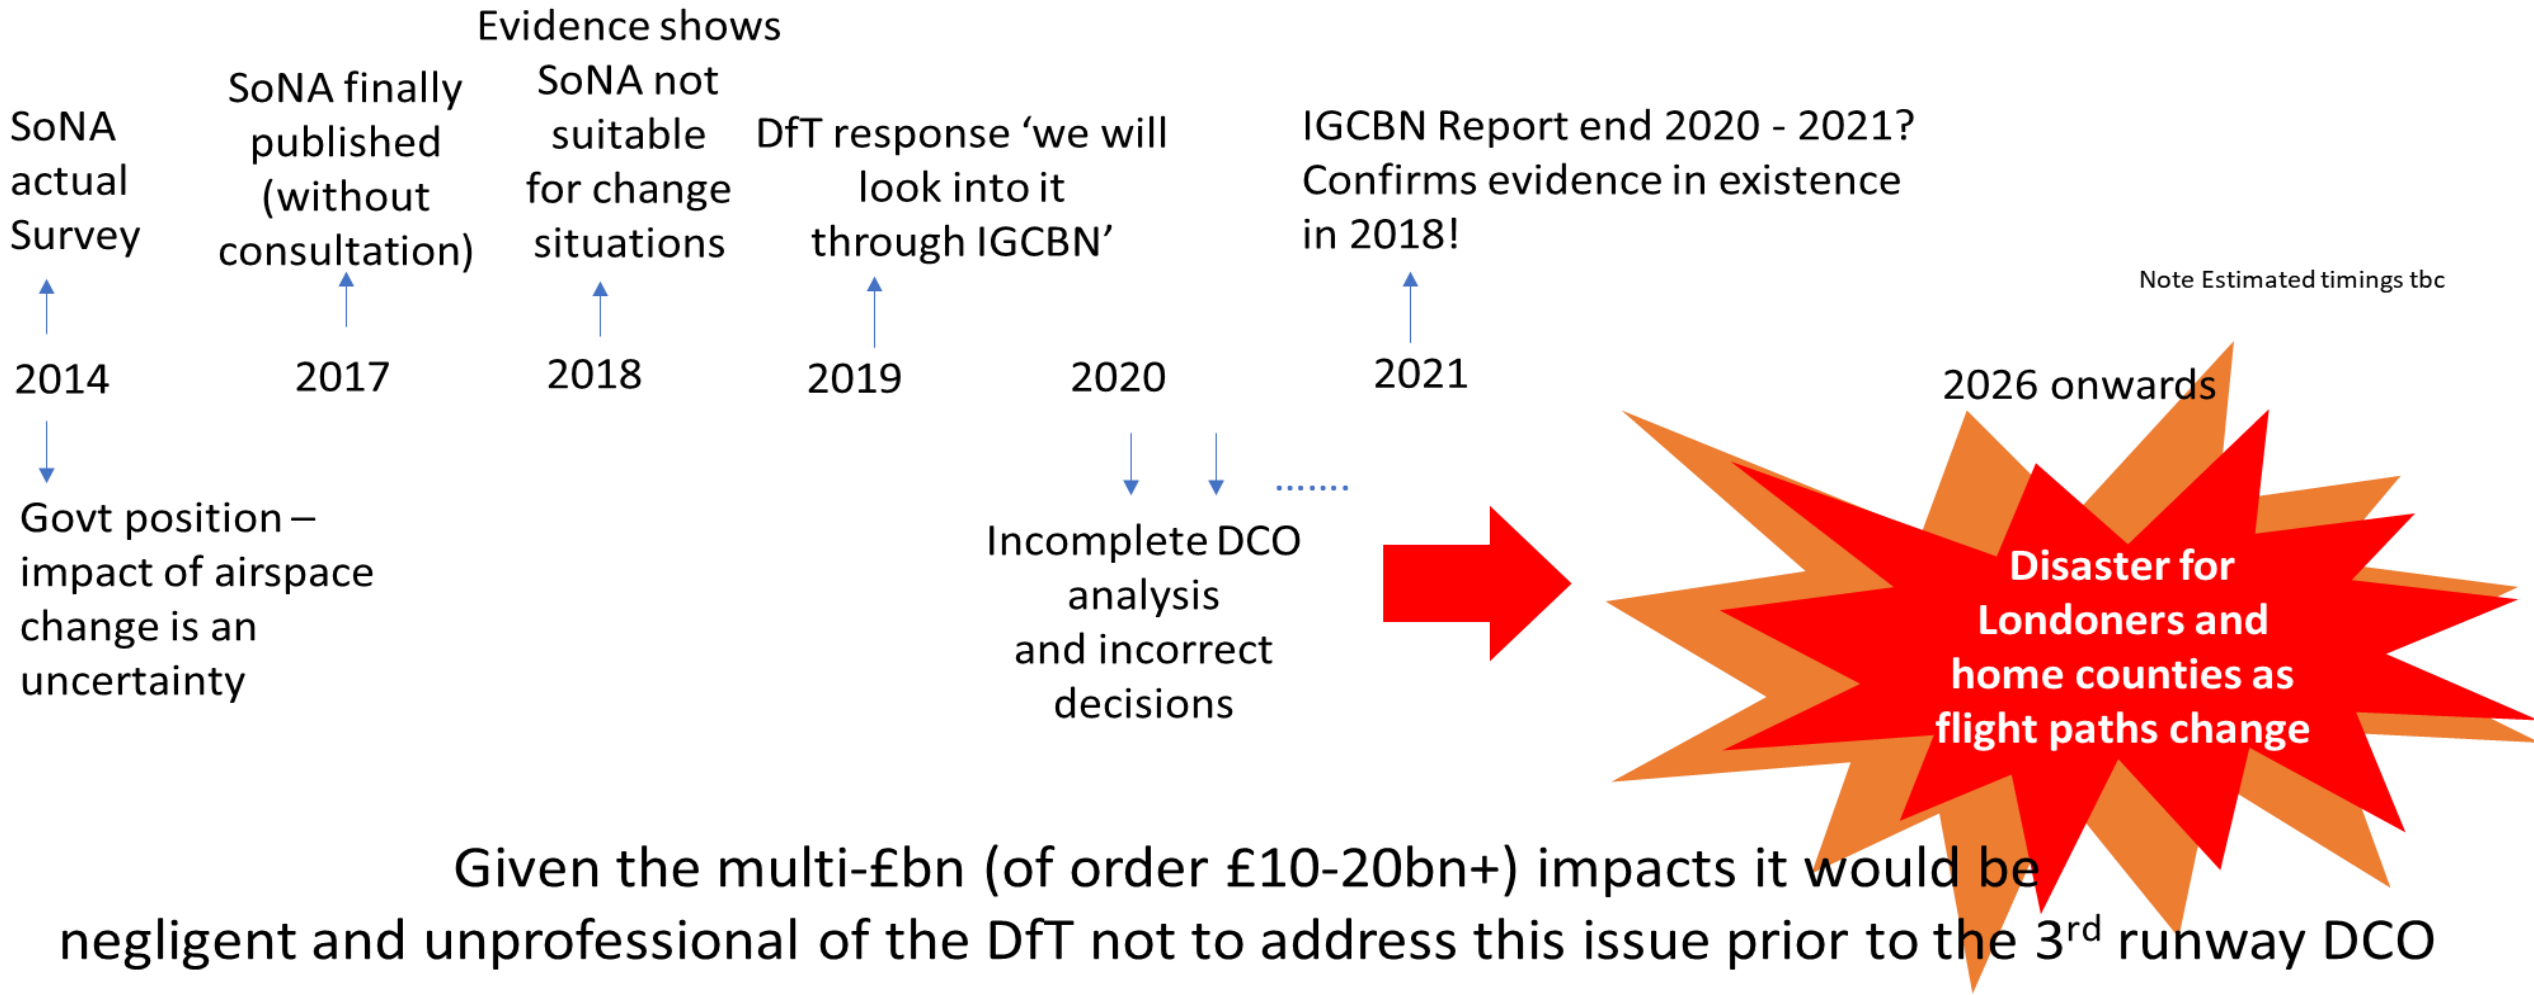 SoNA
actual
Survey
SoNA finally
published
(without
consultation)
Evidence shows
SoNA not
suitable
for change
situations
DfT response ‘we will
look into it
through IGCBN’
IGCBN Report end 2020 - 2021?
Confirms evidence in existence
in 2018!
Note Estimated timings tbc
2014
2017
2018
2019
2020
2021
2026 onwards
Govt position –
impact of airspace
change is an
uncertainty
Incomplete DCO
analysis
and incorrect
decisions
.......
Disaster for
Londoners and
home counties as
flight paths change
Given the multi-£bn (of order £10-20bn+) impacts it would be
negligent and unprofessional of the DfT not to address this issue prior to the 3rd runway DCO